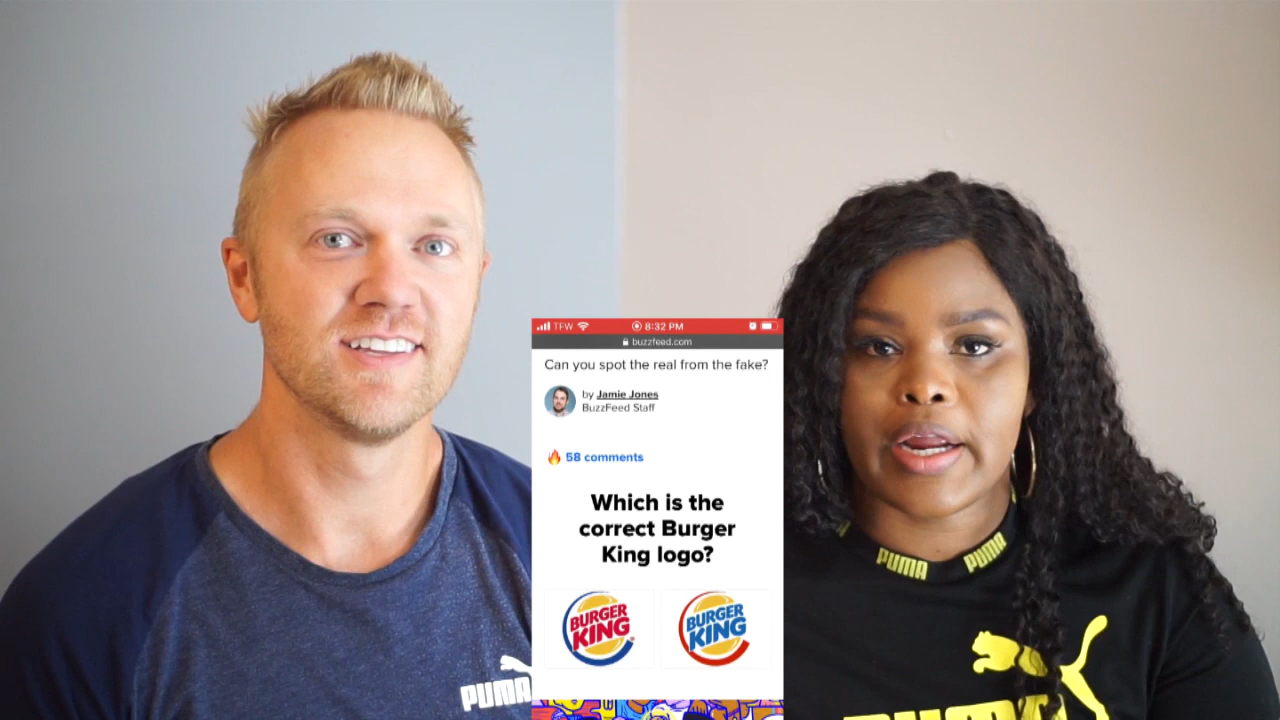 TFW
8:32 PM
buzzfeed.com
Can you spot the real from the fake?
by Jamie Jones
BuzzFeed Staff
58 comments
Which is the
correct Burger
King logo?
BURGER
KING
BURGER
KING
PUMA
PUMA
PUMA
PUMA